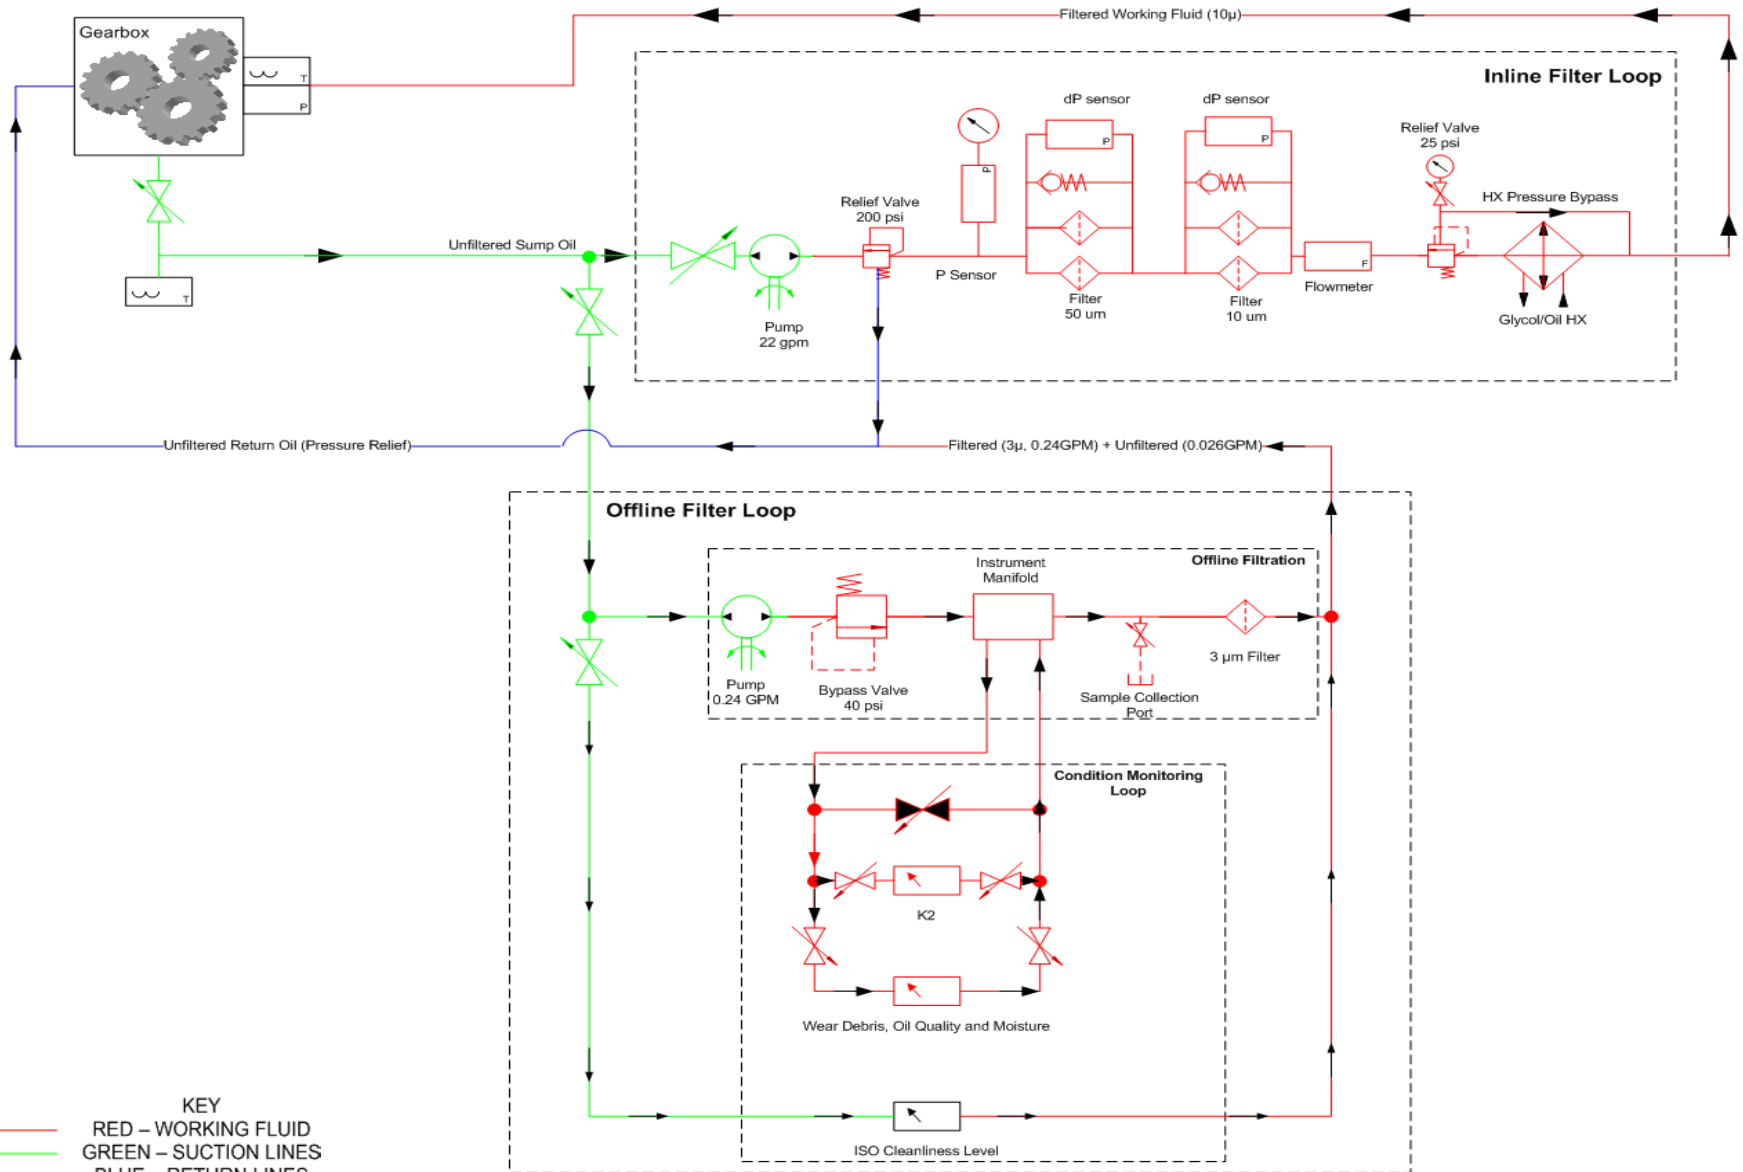 Filtered Working Fluid (10µ)
Gearbox
T
P
Inline Filter Loop
dP sensor
dP sensor
P
P
Relief Valve
25 psi
P
HX Pressure Bypass
Relief Valve
200 psi
Unfiltered Sump Oil
P Sensor
F
Flowmeter
T
Filter
50 um
Filter
10 um
Glycol/Oil HX
Pump
22 gpm
Unfiltered Return Oil (Pressure Relief)
Filtered (3µ, 0.24GPM) + Unfiltered (0.026GPM)
Offline Filter Loop
Offline Filtration
Instrument
Manifold
Pump
0.24 GPM
Bypass Valve
40 psi
3 µm Filter
Sample Collection
Port
Condition Monitoring
Loop
K2
Wear Debris, Oil Quality and Moisture
ISO Cleanliness Level
KEY
RED – WORKING FLUID
GREEN – SUCTION LINES
BLUE – RETURN LINES